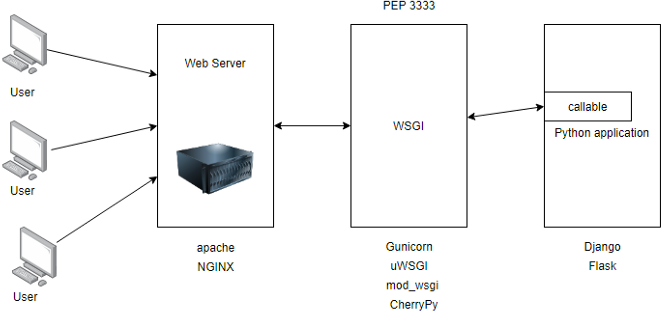 PEP 3333
Web Server
WSGI
callable
Python application
User
User
User
apache
NGINX
Gunicorn
uWSGI
mod_wsgi
CherryPy
Django
Flask